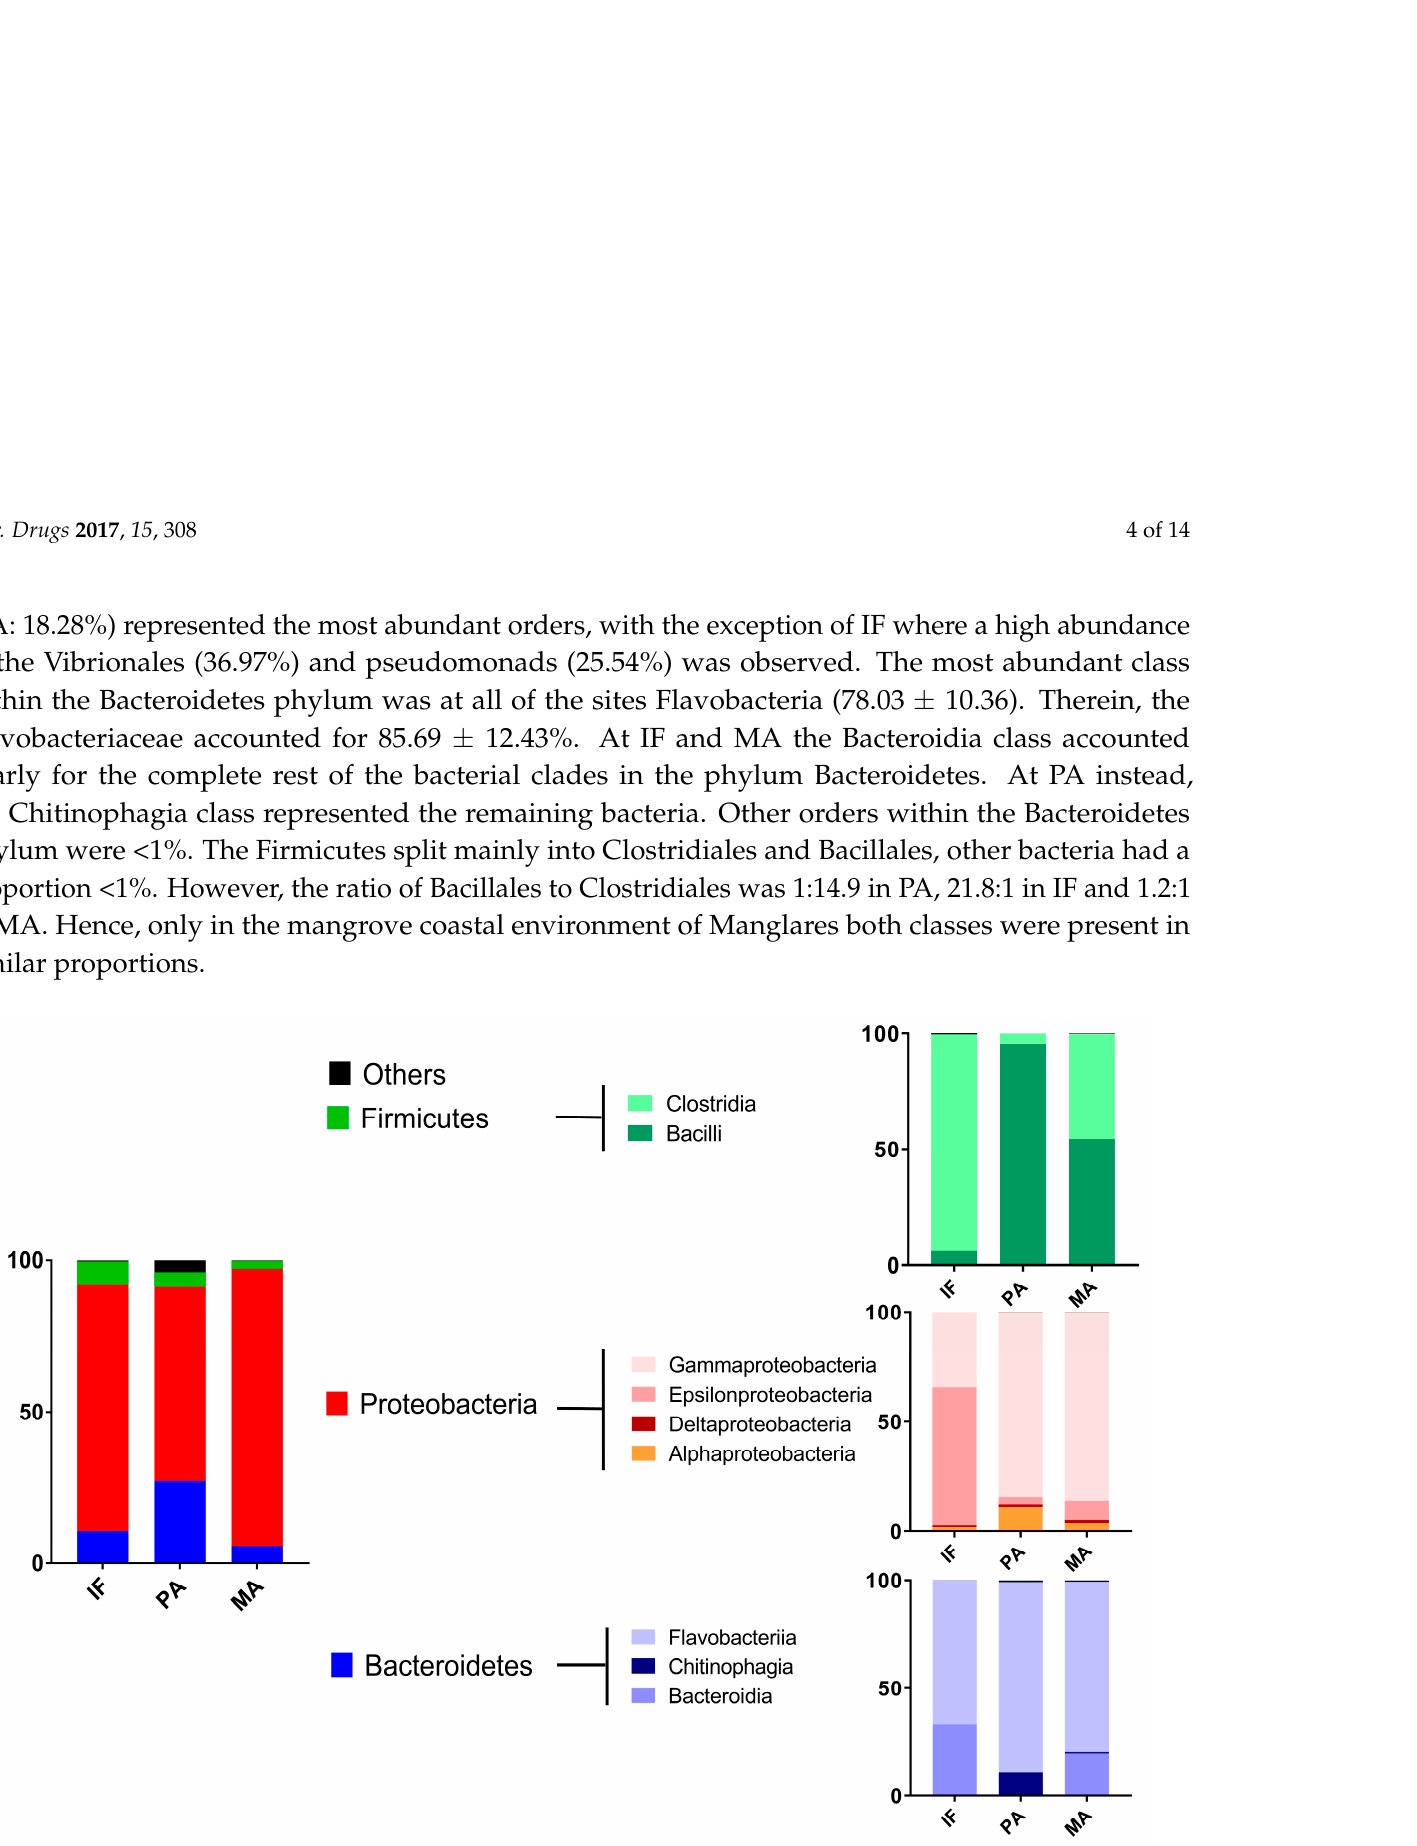 . Drugs 2017, 15, 308
4 of 14
A: 18.28%) represented the most abundant orders, with the exception of IF where a high abundance
the Vibrionales (36.97%) and pseudomonads (25.54%) was observed. The most abundant class
thin the Bacteroidetes phylum was at all of the sites Flavobacteria (78.03 ± 10.36). Therein, the
vobacteriaceae accounted for 85.69 ± 12.43%. At IF and MA the Bacteroidia class accounted
arly for the complete rest of the bacterial clades in the phylum Bacteroidetes. At PA instead,
Chitinophagia class represented the remaining bacteria. Other orders within the Bacteroidetes
ylum were <1%. The Firmicutes split mainly into Clostridiales and Bacillales, other bacteria had a
oportion <1%. However, the ratio of Bacillales to Clostridiales was 1:14.9 in PA, 21.8:1 in IF and 1.2:1
MA. Hence, only in the mangrove coastal environment of Manglares both classes were present in
nilar proportions.
Others
Firmicutes
Clostridia
Bacilli
100
50
0
IF
PA
MA
100
50
0
IF
PA
MA
Proteobacteria
Gammaproteobacteria
Epsilonproteobacteria
Deltaproteobacteria
Alphaproteobacteria
100
50
0
IF
PA
MA
Bacteroidetes
Flavobacteriia
Chitinophagia
Bacteroidia
100
50
0
IF
PA
MA